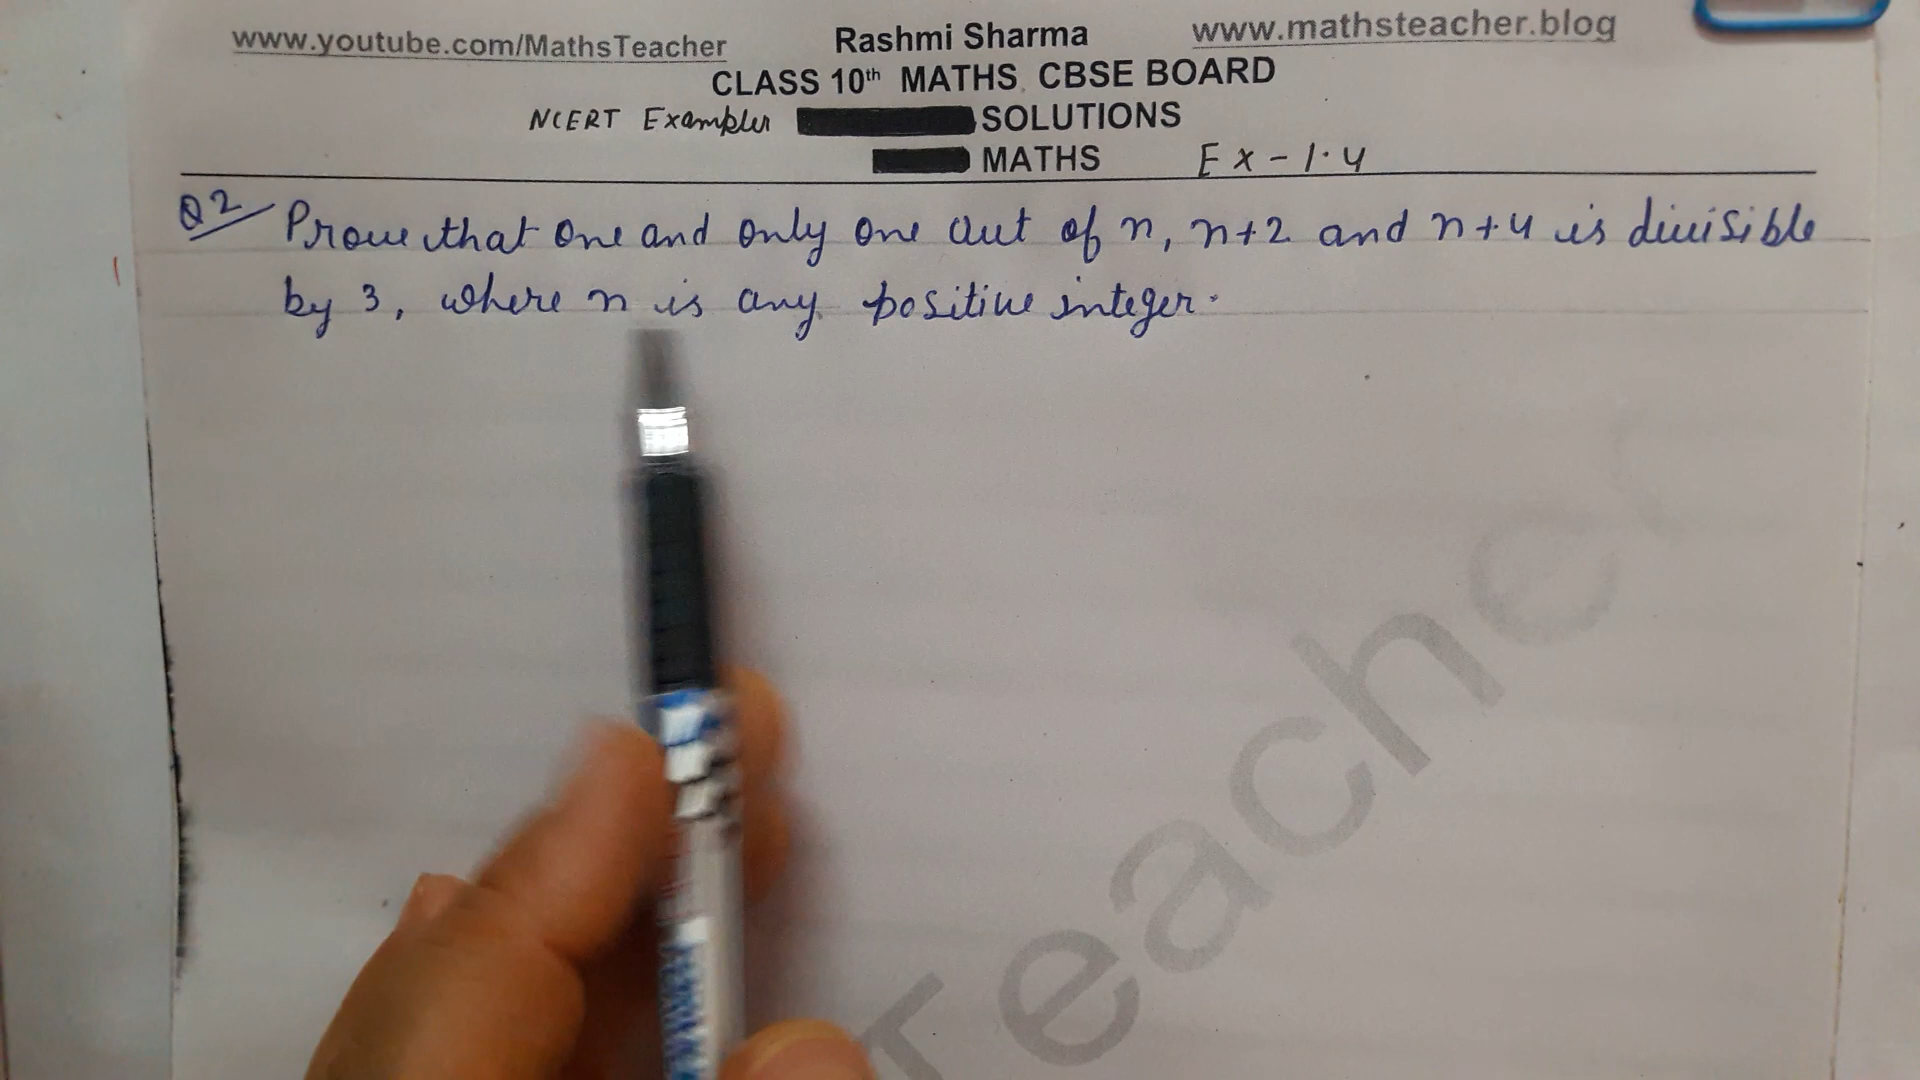 www.youtube.com/MathsTeacher Rashmi Sharma www.mathsteacher.blog
CLASS 10th MATHS CBSE BOARD
NCERT Exampler SOLUTIONS
MATHS Ex-1.4
Q2 Prove that one and only one out of n, n+2 and n+4 is divisible
by 3, where n is any positive integer.
Teacher